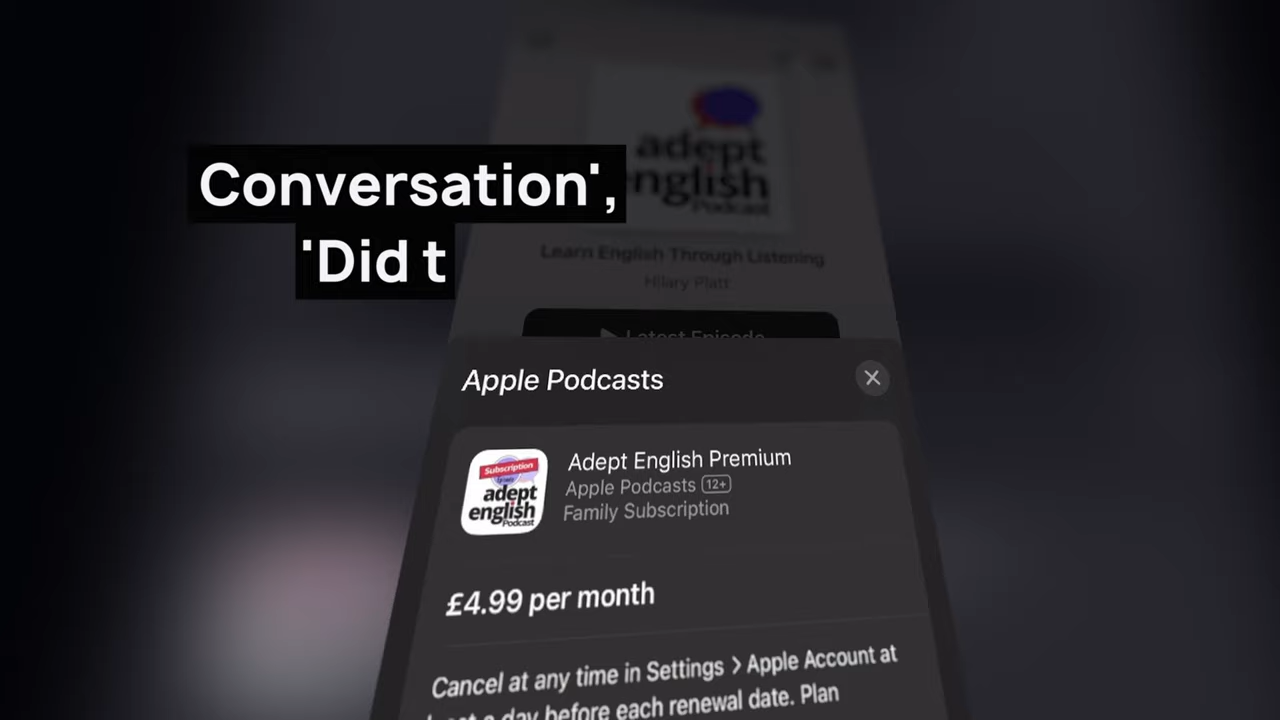 Conversation',
'Did t
adept
english
Podcast
Learn English Through Listening
Hilary Platt
Latest Episode
Apple Podcasts
Subscription
adept
english
Podcast
Adept English Premium
Apple Podcasts 12+
Family Subscription
£4.99 per month
Cancel at any time in Settings > Apple Account at
a day before each renewal date. Plan